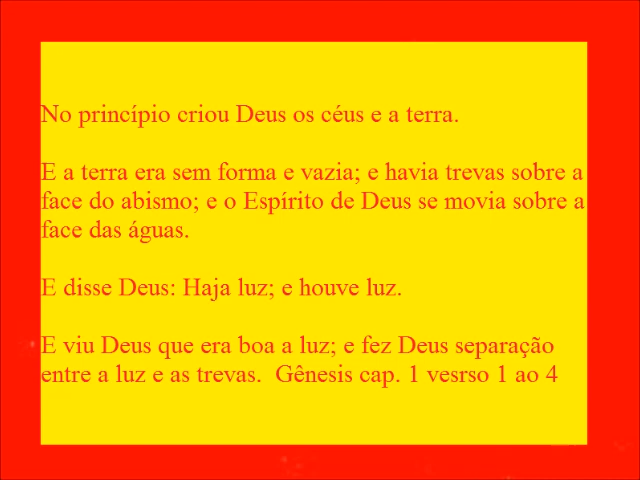 No princípio criou Deus os céus e a terra.
E a terra era sem forma e vazia; e havia trevas sobre a
face do abismo; e o Espírito de Deus se movia sobre a
face das águas.
E disse Deus: Haja luz; e houve luz.
E viu Deus que era boa a luz; e fez Deus separação
entre a luz e as trevas.  Gênesis cap. 1 vesrso 1 ao 4